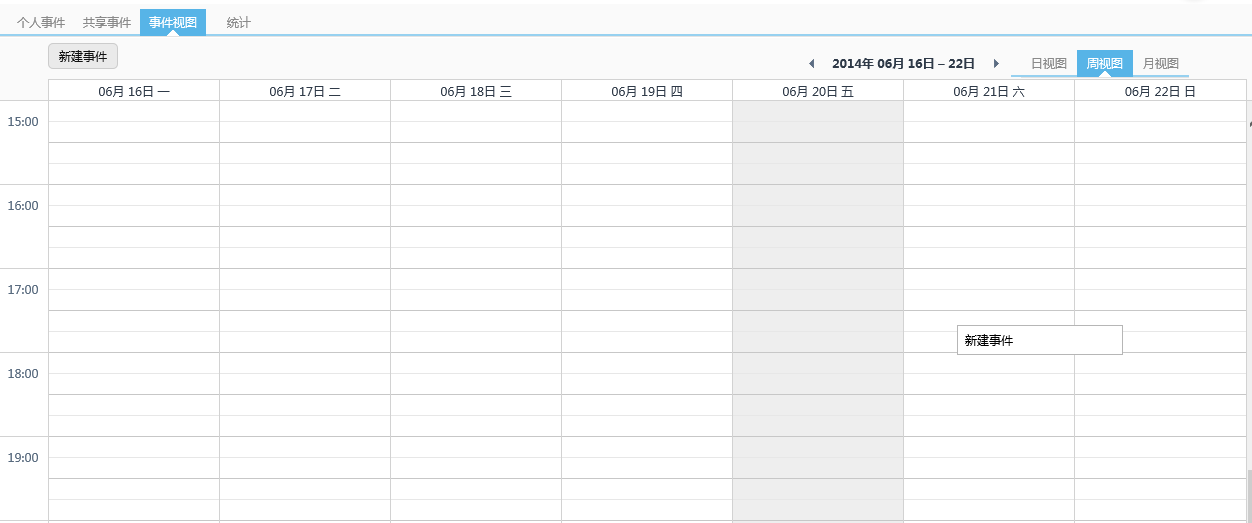 个人事件 共享事件 事件视图 统计
新建事件 2014年 06月 16日 – 22日 日视图 周视图 月视图
06月 16日 一 06月 17日 二 06月 18日 三 06月 19日 四 06月 20日 五 06月 21日 六 06月 22日 日
15:00
16:00
17:00
新建事件
18:00
19:00